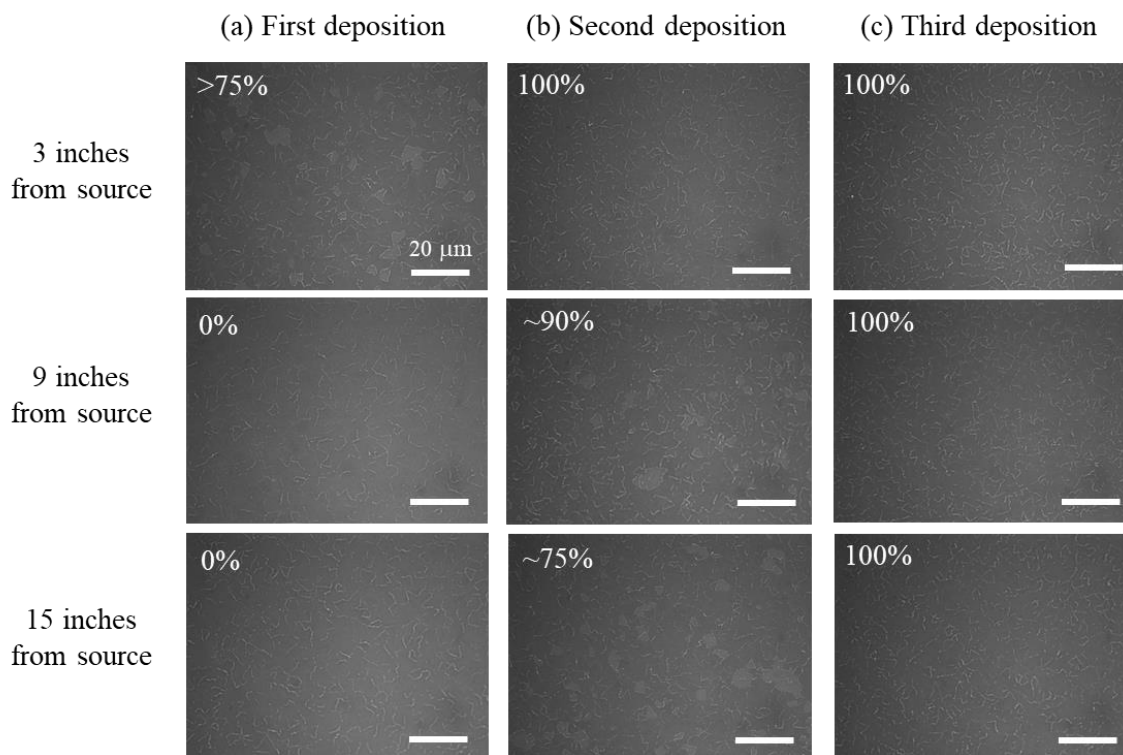 (a) First deposition
(b) Second deposition
(c) Third deposition
3 inches
from source
>75%
20 μm
100%
100%
9 inches
from source
0%
~90%
100%
15 inches
from source
0%
~75%
100%